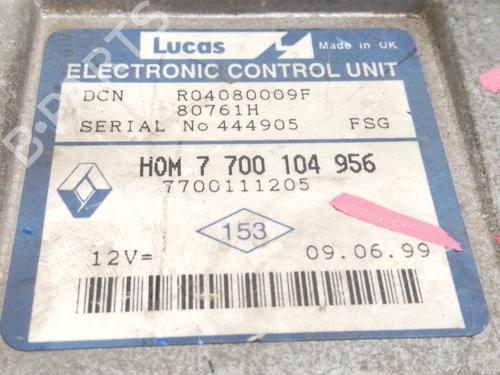 Lucas Made in UK
ELECTRONIC CONTROL UNIT
DCN R04080009F
80761H
SERIAL No 444905 FSG
HOM 7 700 104 956
7700111205
153
12V= 09.06.99
B-PARTS